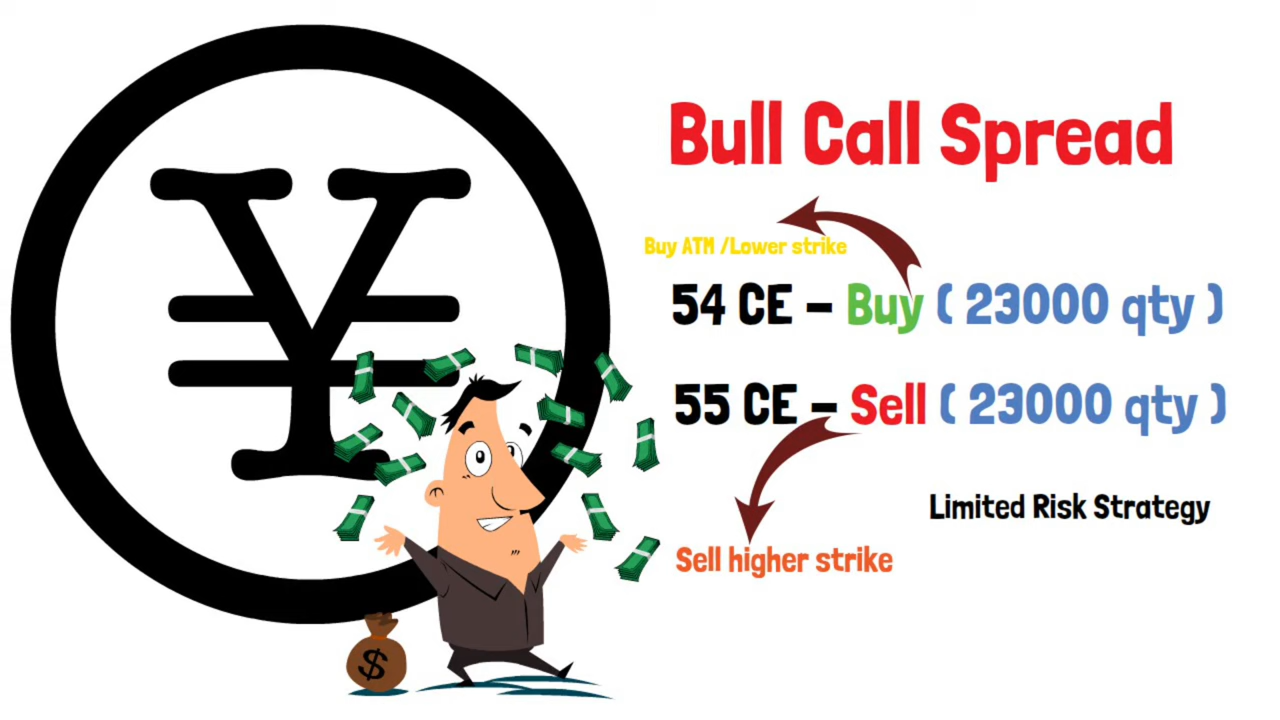 ¥
Bull Call Spread
Buy ATM /Lower strike
54 CE - Buy ( 23000 qty )
55 CE - Sell ( 23000 qty )
Limited Risk Strategy
Sell higher strike
$